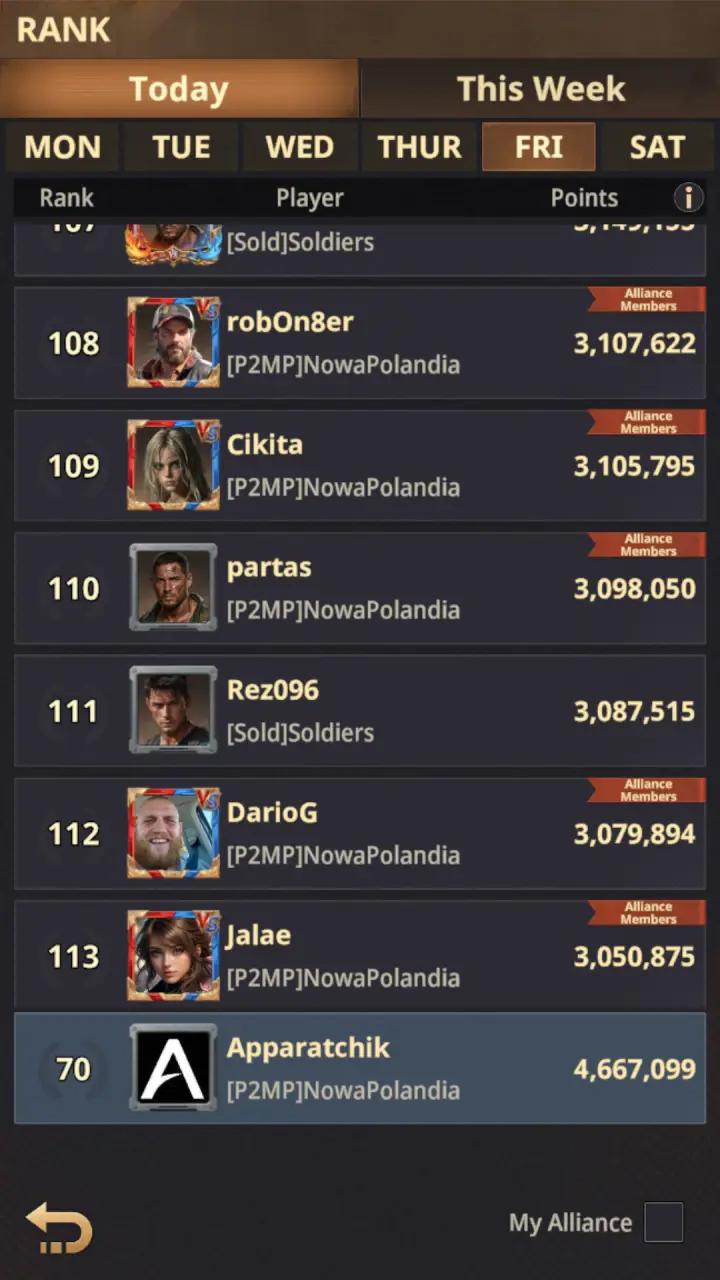 RANK
Today
This Week
MON
TUE
WED
THUR
FRI
SAT
Rank
Player
Points
i
[Sold]Soldiers
Alliance
Members
108
VS
robOn8er
[P2MP]NowaPolandia
3,107,622
Alliance
Members
109
VS
Cikita
[P2MP]NowaPolandia
3,105,795
Alliance
Members
110
partas
[P2MP]NowaPolandia
3,098,050
111
Rez096
[Sold]Soldiers
3,087,515
Alliance
Members
112
VS
DarioG
[P2MP]NowaPolandia
3,079,894
Alliance
Members
113
VS
Jalae
[P2MP]NowaPolandia
3,050,875
70
A
Apparatchik
[P2MP]NowaPolandia
4,667,099
My Alliance